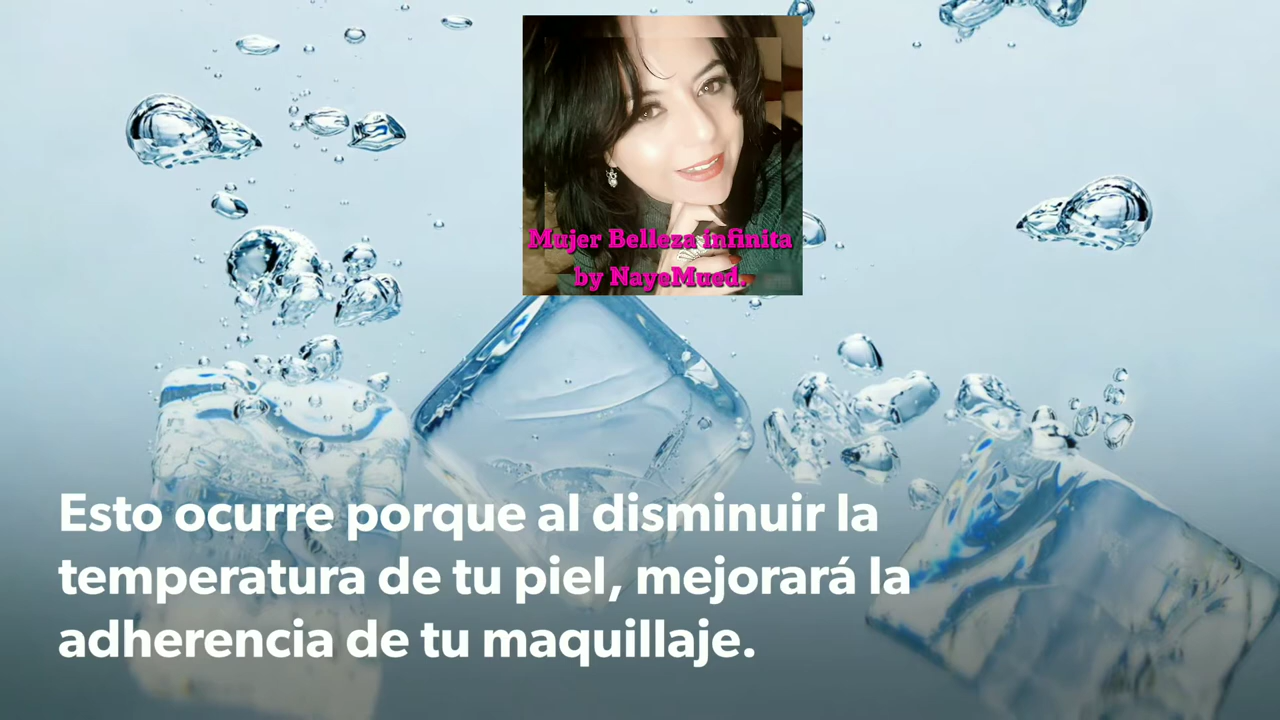 Mujer Belleza infinita
by NayeMued.
Esto ocurre porque al disminuir la
temperatura de tu piel, mejorará la
adherencia de tu maquillaje.